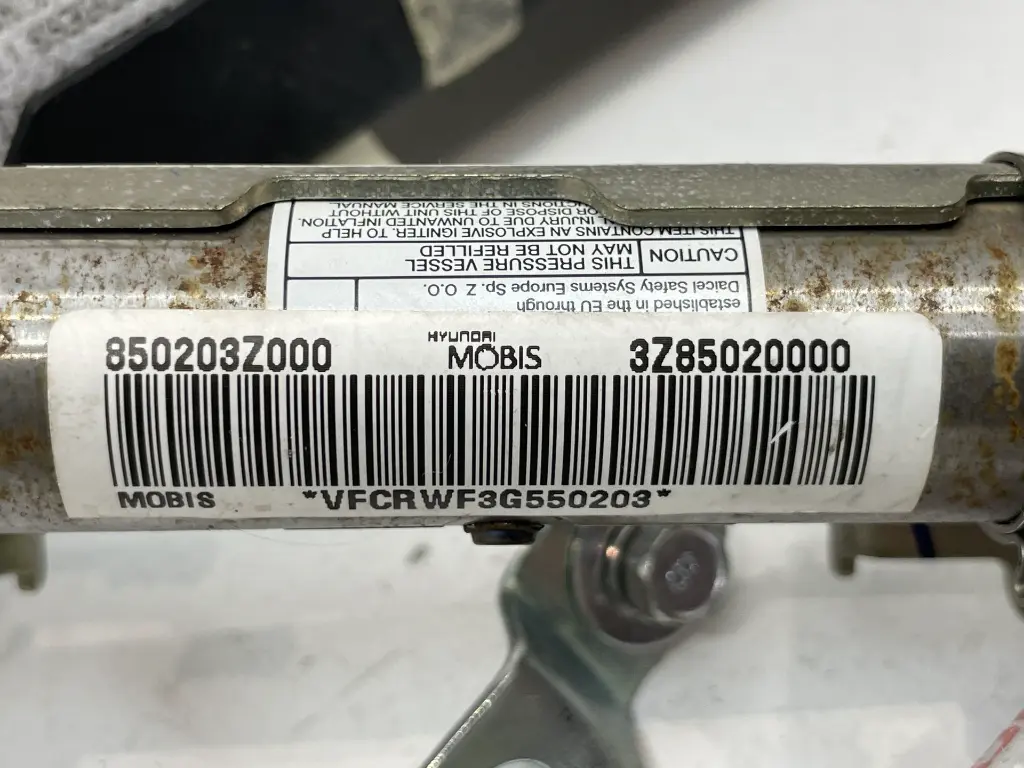 850203Z000
HYUNDAI
MOBIS
3Z85020000
MOBIS
*VFCRWF3G550203*
established in the EU through
Daicel Safety Systems Europe Sp. Z O.O.
CAUTION
THIS PRESSURE VESSEL
MAY NOT BE REFILLED
THIS ITEM CONTAINS AN EXPLOSIVE IGNITER. TO HELP
INJURY DUE TO UNWANTED INFLATION.
OR DISPOSE OF THIS UNIT WITHOUT
IN THE SERVICE MANUAL